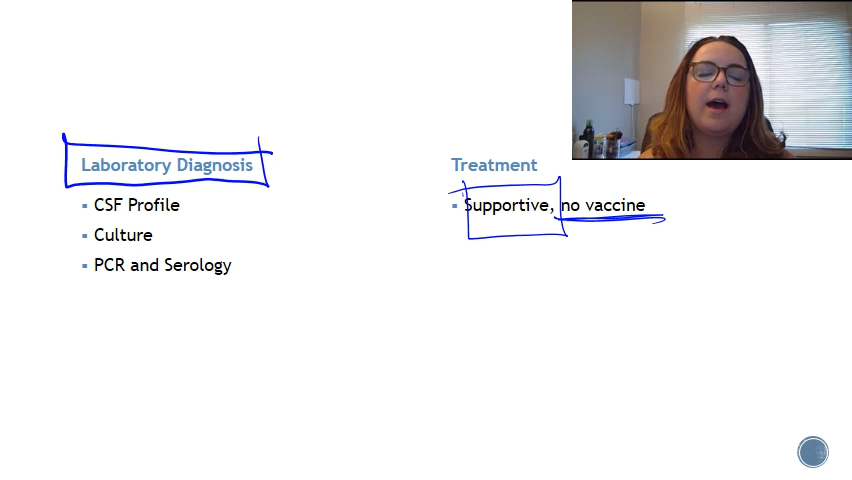 Laboratory Diagnosis
CSF Profile
Culture
PCR and Serology
Treatment
Supportive, no vaccine